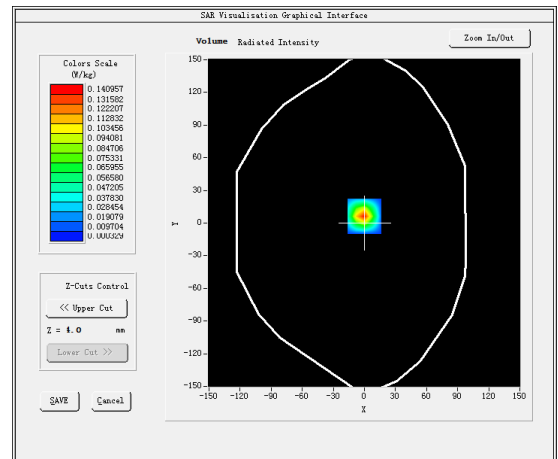 SAR Visualisation Graphical Interface
Volume Radiated Intensity
Zoom In/Out
Colors Scale
(W/kg)
0.140957
0.131582
0.122207
0.112832
0.103456
0.094081
0.084706
0.075331
0.065955
0.056580
0.047205
0.037830
0.028454
0.019079
0.009704
0.000329
Z-Cuts Control
<< Upper Cut
Z = 4.0 mm
Lower Cut >>
SAVE Cancel
150
120
90
60
30
0
-30
-60
-90
-120
-150
Y
-150 -120 -90 -60 -30 0 30 60 90 120 150
X